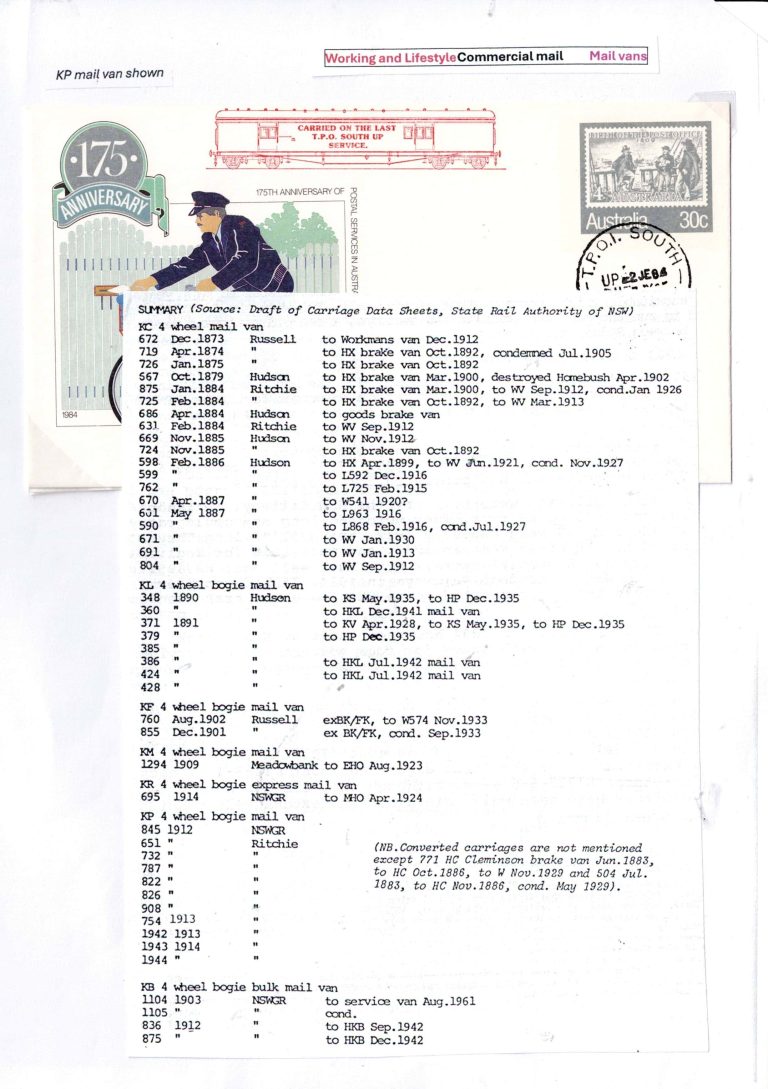 Working and Lifestyle Commercial mail Mail vans
KP mail van shown
CARRIED ON THE LAST
T.P.O. SOUTH UP
SERVICE.
175
ANNIVERSARY
175TH ANNIVERSARY OF
POSTAL SERVICES IN AUSTRA
1984
BIRTH OF THE POST OFFICE
1809
4D
AUSTRALIA
Australia 30c
T.P.O.1. SOUTH
UP -2JE84
SUMMARY (Source: Draft of Carriage Data Sheets, State Rail Authority of NSW)
KC 4 wheel mail van
672 Dec.1873 Russell to Workmans van Dec.1912
719 Apr.1874 " to HX brake van Oct.1892, condemned Jul.1905
726 Jan.1875 " to HX brake van Oct.1892
567 Oct.1879 Hudson to HX brake van Mar.1900, destroyed Homebush Apr.1902
875 Jan.1884 Ritchie to HX brake van Mar.1900, to WV Sep.1912, cond.Jan 1926
725 Feb.1884 " to HX brake van Oct.1892, to WV Mar.1913
686 Apr.1884 Hudson to goods brake van
631 Feb.1884 Ritchie to WV Sep.1912
669 Nov.1885 Hudson to WV Nov.1912
724 Nov.1885 " to HX brake van Oct.1892
598 Feb.1886 Hudson to HX Apr.1899, to WV Jun.1921, cond. Nov.1927
599 " " to L592 Dec.1916
762 " " to L725 Feb.1915
670 Apr.1887 " to W541 1920?
601 May 1887 " to L963 1916
590 " " to L868 Feb.1916, cond.Jul.1927
671 " " to WV Jan.1930
691 " " to WV Jan.1913
804 " " to WV Sep.1912
KL 4 wheel bogie mail van
348 1890 Hudson to KS May.1935, to HP Dec.1935
360 " " to HKL Dec.1941 mail van
371 1891 " to KV Apr.1928, to KS May.1935, to HP Dec.1935
379 " " to HP Dec.1935
385 " "
386 " " to HKL Jul.1942 mail van
424 " " to HKL Jul.1942 mail van
428 " "
KF 4 wheel bogie mail van
760 Aug.1902 Russell exBK/FK, to W574 Nov.1933
855 Dec.1901 " ex BK/FK, cond. Sep.1933
KM 4 wheel bogie mail van
1294 1909 Meadowbank to EHO Aug.1923
KR 4 wheel bogie express mail van
695 1914 NSWGR to MHO Apr.1924
KP 4 wheel bogie mail van
845 1912 NSWGR
651 " Ritchie
732 " "
787 " "
822 " "
826 " "
908 " "
754 1913 "
1942 1913 "
1943 1914 "
1944 " "
(NB.Converted carriages are not mentioned
except 771 HC Cleminson brake van Jun.1883,
to HC Oct.1886, to W Nov.1929 and 504 Jul.
1883, to HC Nov.1886, cond. May 1929).
KB 4 wheel bogie bulk mail van
1104 1903 NSWGR to service van Aug.1961
1105 " " cond.
836 1912 " to HKB Sep.1942
875 " " to HKB Dec.1942